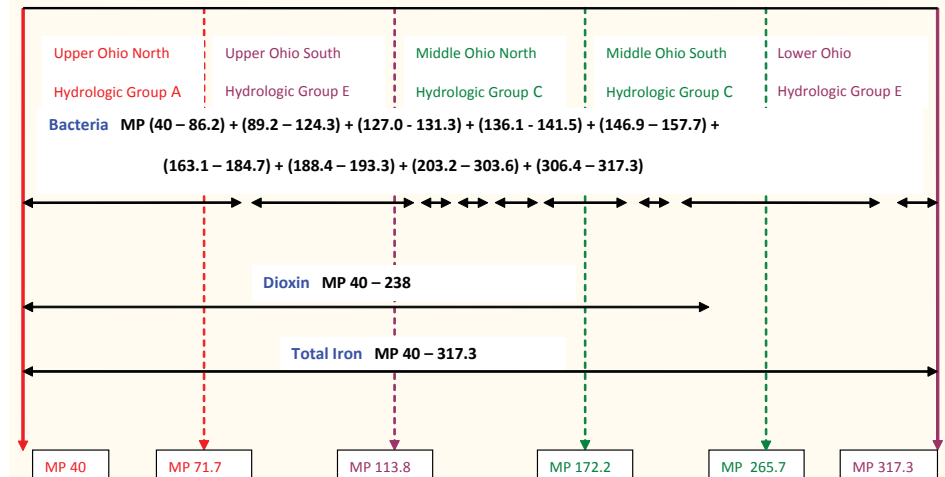 Upper Ohio North
Hydrologic Group A
Upper Ohio South
Hydrologic Group E
Middle Ohio North
Hydrologic Group C
Middle Ohio South
Hydrologic Group C
Lower Ohio
Hydrologic Group E
Bacteria MP (40 – 86.2) + (89.2 – 124.3) + (127.0 - 131.3) + (136.1 - 141.5) + (146.9 – 157.7) +
(163.1 – 184.7) + (188.4 – 193.3) + (203.2 – 303.6) + (306.4 – 317.3)
Dioxin MP 40 – 238
Total Iron MP 40 – 317.3
MP 40
MP 71.7
MP 113.8
MP 172.2
MP 265.7
MP 317.3